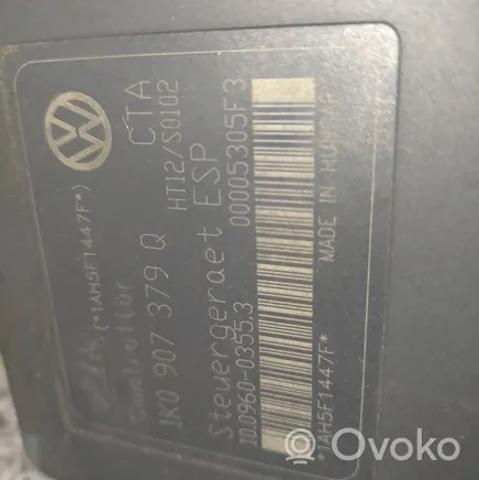 (*1AH5F1447F*)
Controller
1K0 907 379 Q
CTA
HT12/S0102
Steuergeraet ESP
10.0960-0355.3
00005305F3
*1AH5F1447F*
MADE IN HUNGARY
Ovoko